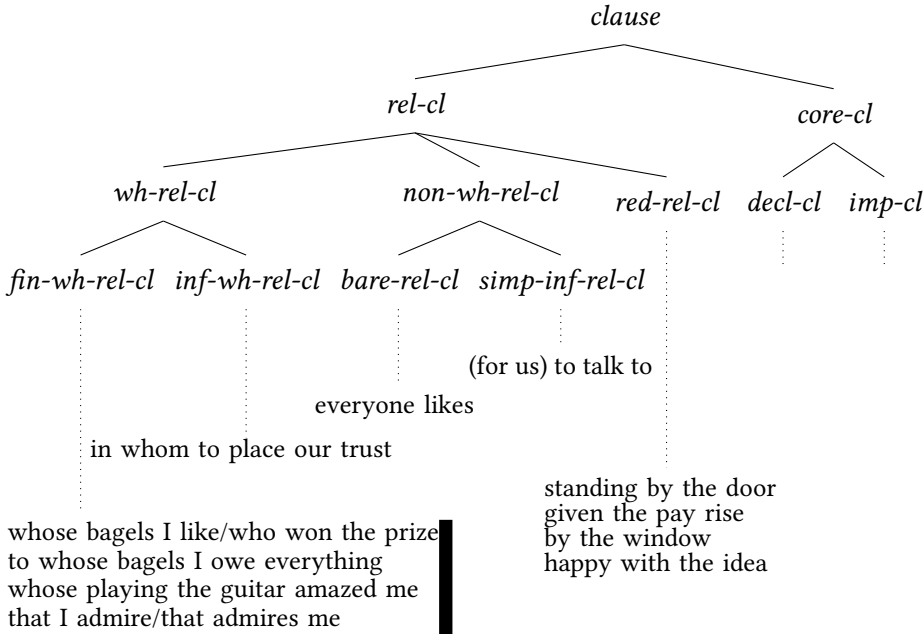 clause
rel-cl
core-cl
wh-rel-cl
non-wh-rel-cl
red-rel-cl
decl-cl
imp-cl
fin-wh-rel-cl
inf-wh-rel-cl
bare-rel-cl
simp-inf-rel-cl
(for us) to talk to
everyone likes
in whom to place our trust
standing by the door
given the pay rise
by the window
happy with the idea
whose bagels I like/who won the prize
to whose bagels I owe everything
whose playing the guitar amazed me
that I admire/that admires me